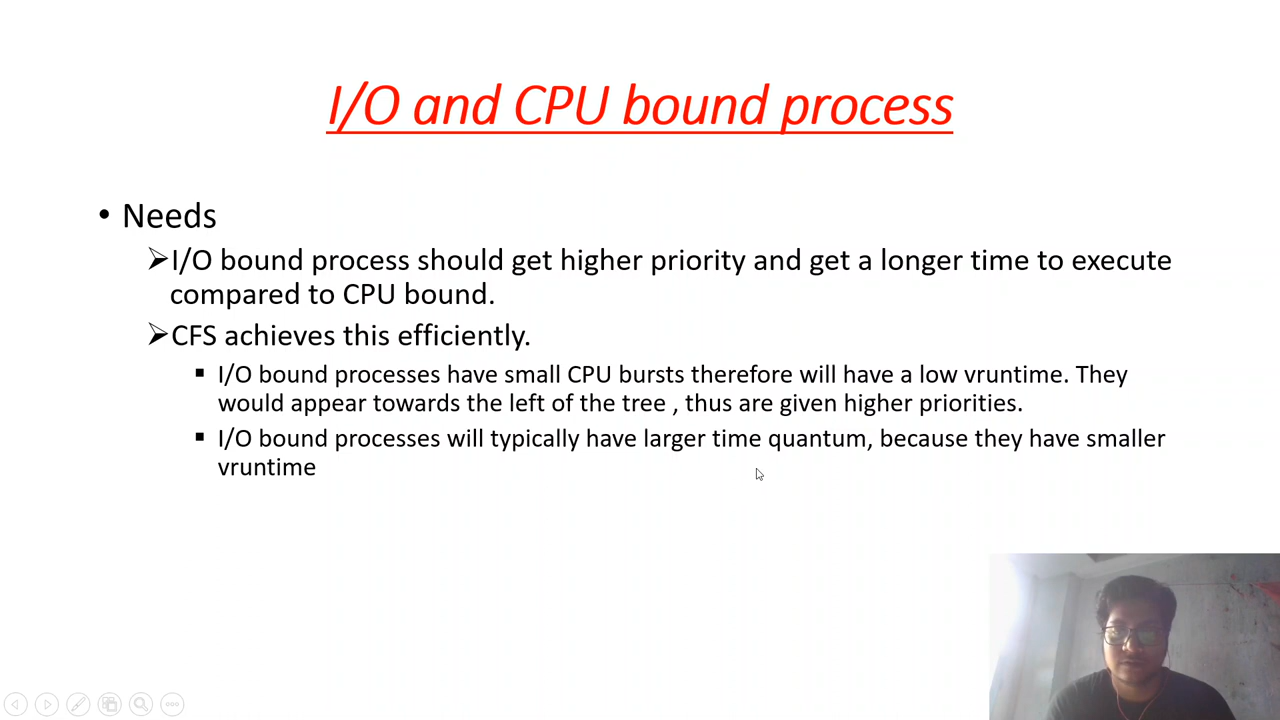 I/O and CPU bound process
• Needs
➢I/O bound process should get higher priority and get a longer time to execute
compared to CPU bound.
➢CFS achieves this efficiently.
▪ I/O bound processes have small CPU bursts therefore will have a low vruntime. They
would appear towards the left of the tree , thus are given higher priorities.
▪ I/O bound processes will typically have larger time quantum, because they have smaller
vruntime